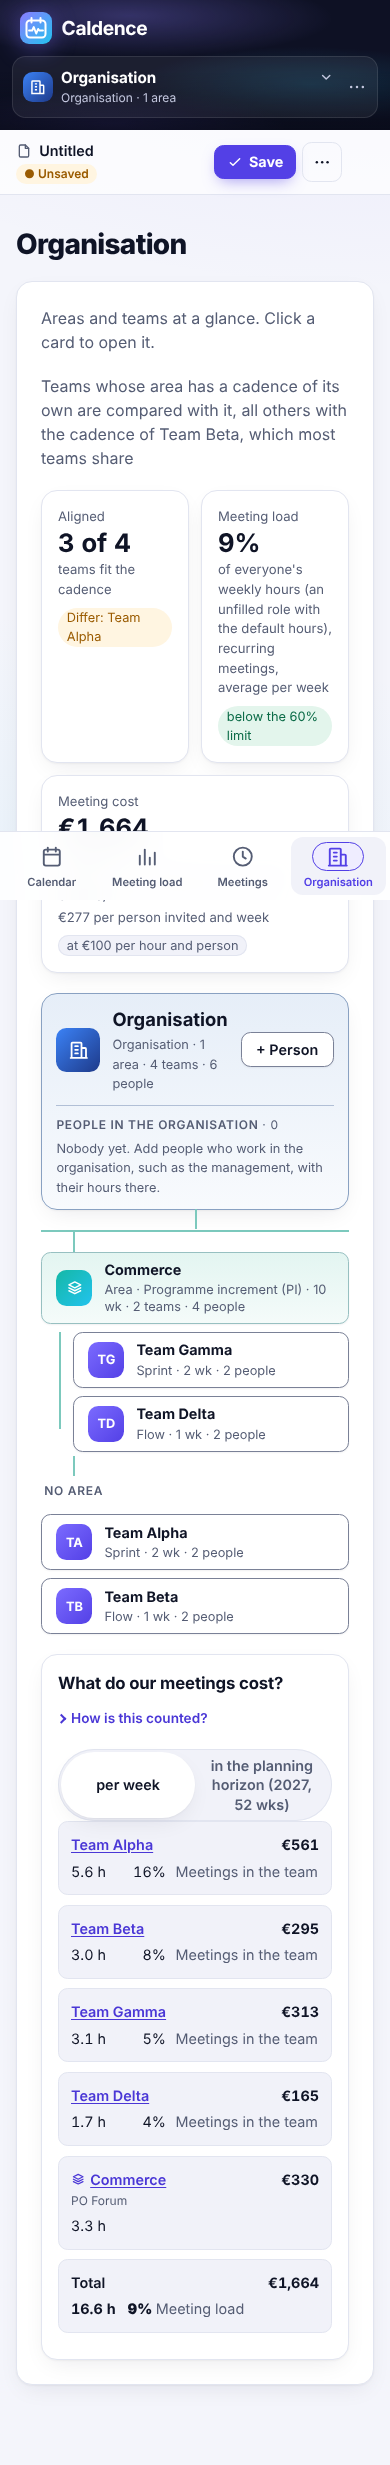 Caldence
Organisation
Organisation · 1 area
Untitled
Unsaved
Save
Organisation
Areas and teams at a glance. Click a
card to open it.
Teams whose area has a cadence of its
own are compared with it, all others with
the cadence of Team Beta, which most
teams share
Aligned
3 of 4
teams fit the
cadence
Differ: Team
Alpha
Meeting load
9%
of everyone's
weekly hours (an
unfilled role with
the default hours),
recurring
meetings,
average per week
below the 60%
limit
Meeting cost
€1,664
Calendar
Meeting load
Meetings
Organisation
€277 per person invited and week
at €100 per hour and person
Organisation
Organisation · 1
area · 4 teams · 6
people
+ Person
PEOPLE IN THE ORGANISATION · 0
Nobody yet. Add people who work in the
organisation, such as the management, with
their hours there.
Commerce
Area · Programme increment (PI) · 10
wk · 2 teams · 4 people
TG
Team Gamma
Sprint · 2 wk · 2 people
TD
Team Delta
Flow · 1 wk · 2 people
NO AREA
TA
Team Alpha
Sprint · 2 wk · 2 people
TB
Team Beta
Flow · 1 wk · 2 people
What do our meetings cost?
How is this counted?
per week
in the planning
horizon (2027,
52 wks)
Team Alpha €561
5.6 h 16% Meetings in the team
Team Beta €295
3.0 h 8% Meetings in the team
Team Gamma €313
3.1 h 5% Meetings in the team
Team Delta €165
1.7 h 4% Meetings in the team
Commerce €330
PO Forum
3.3 h
Total €1,664
16.6 h 9% Meeting load